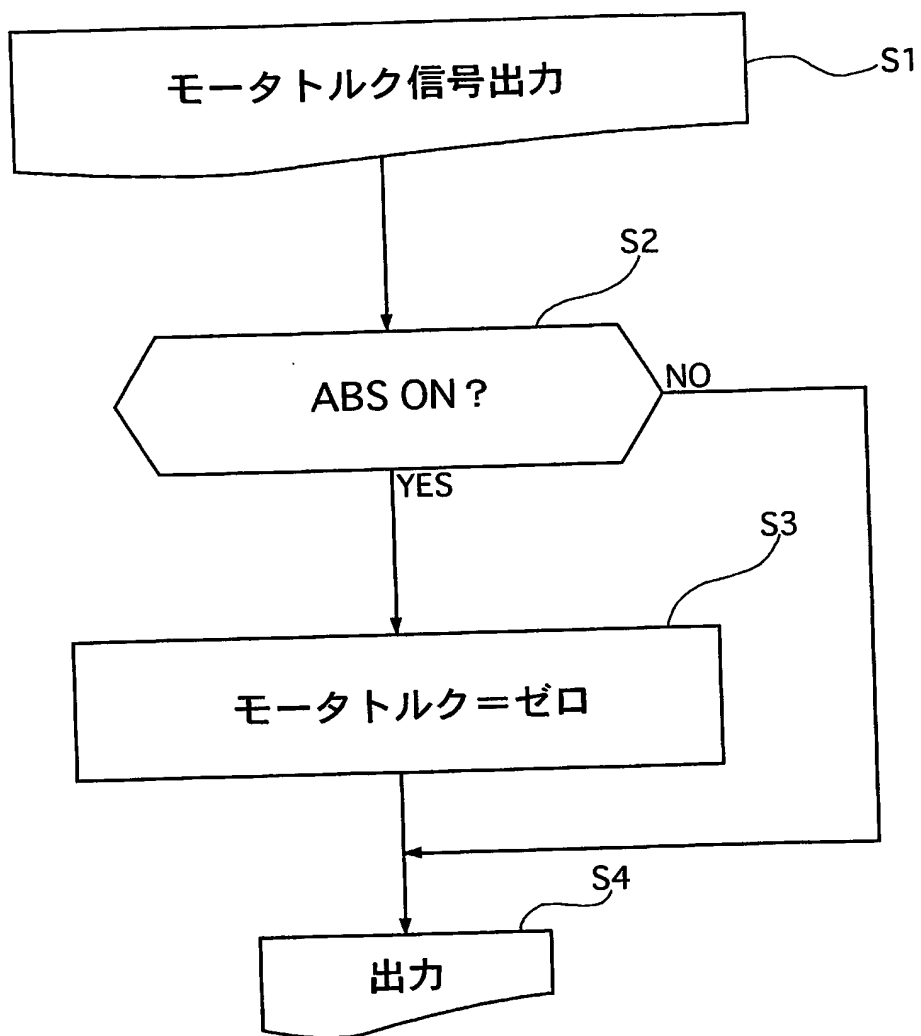 モータトルク信号出力
S1
S2
ABS ON?
NO
YES
S3
モータトルク=ゼロ
S4
出力